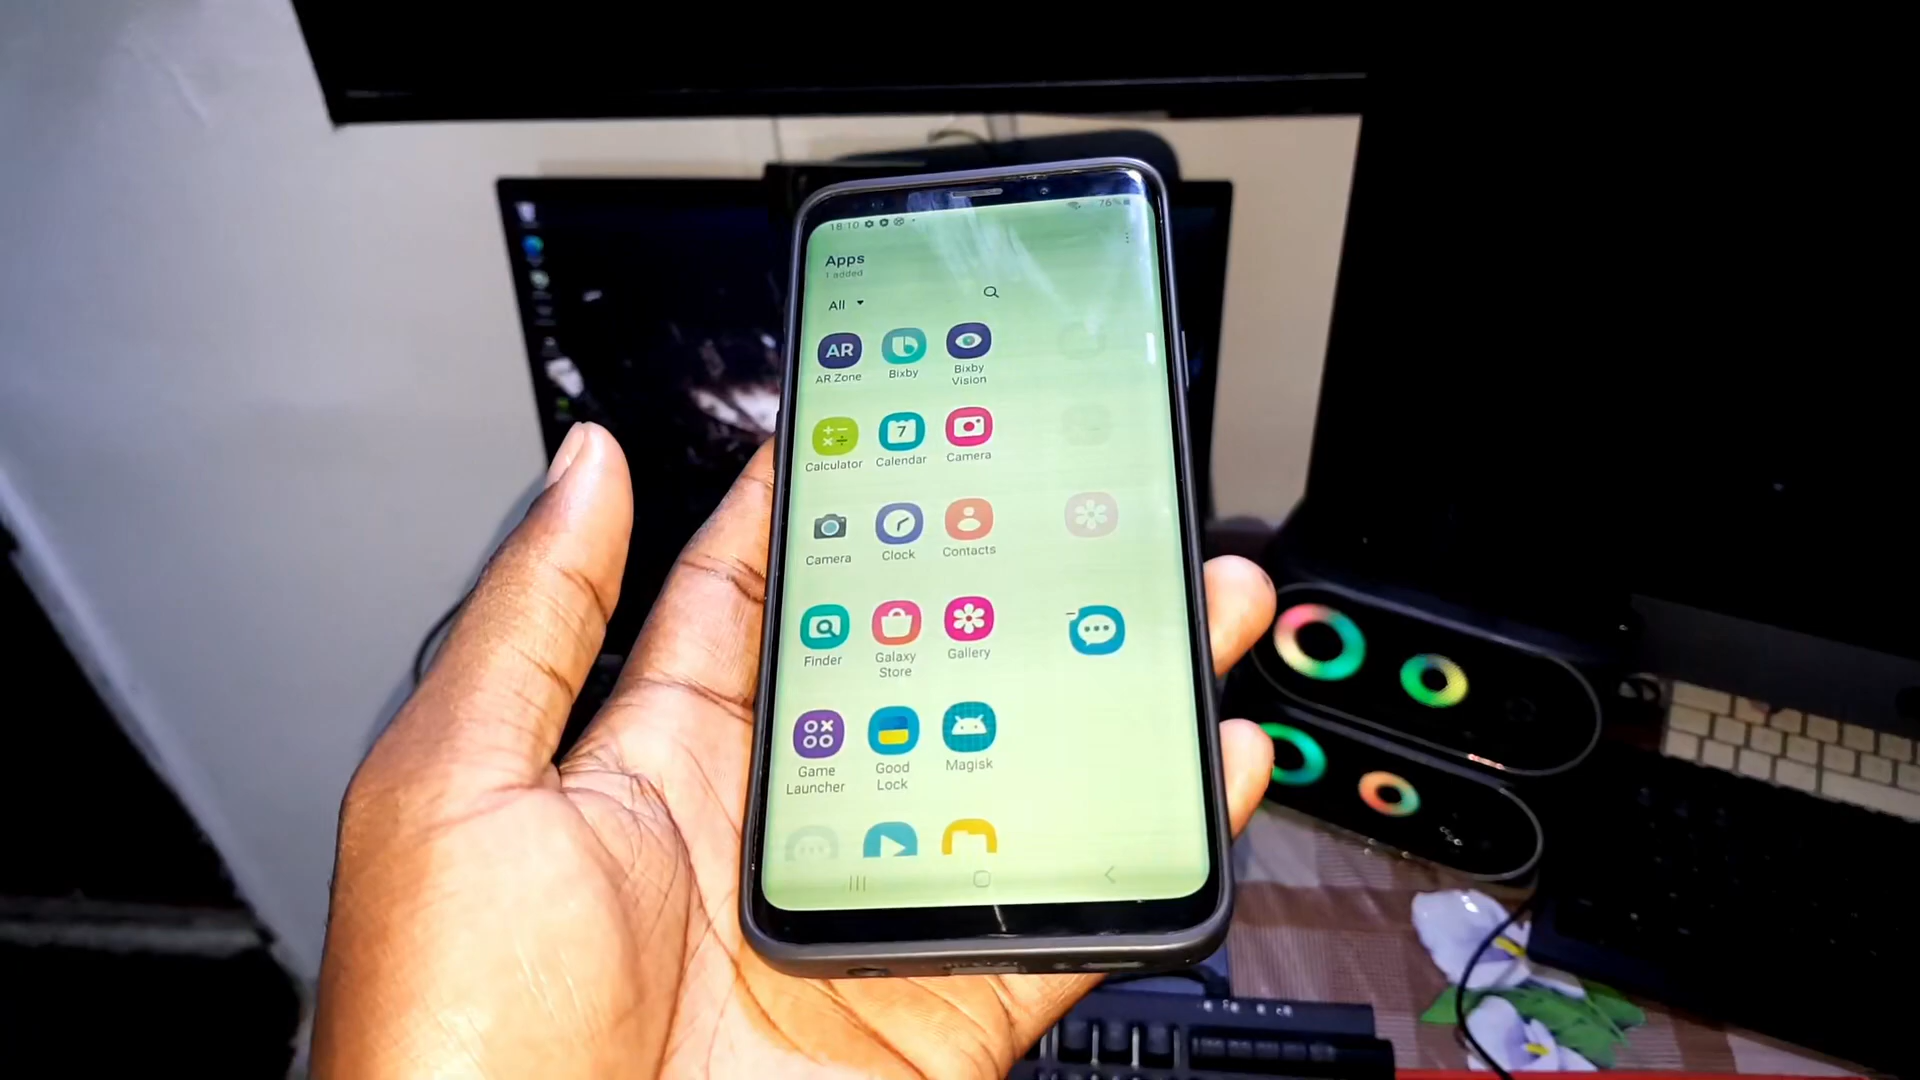 18:10
76%
Apps
1 added
All
AR
AR Zone
Bixby
Bixby
Vision
Calculator
7
Calendar
Camera
Camera
Clock
Contacts
Finder
Galaxy
Store
Gallery
Game
Launcher
Good
Lock
Magisk